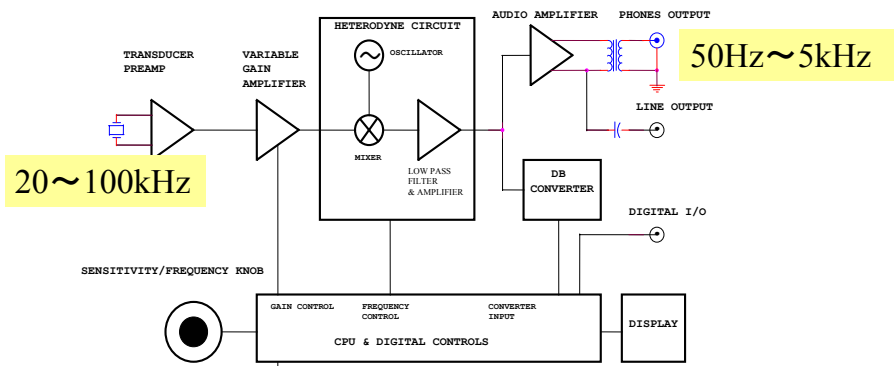 HETERODYNE CIRCUIT
AUDIO AMPLIFIER
PHONES OUTPUT
TRANSDUCER
PREAMP
VARIABLE
GAIN
AMPLIFIER
OSCILLATOR
50Hz～5kHz
LINE OUTPUT
MIXER
LOW PASS
FILTER
& AMPLIFIER
20～100kHz
DB
CONVERTER
DIGITAL I/O
SENSITIVITY/FREQUENCY KNOB
GAIN CONTROL
FREQUENCY
CONTROL
CONVERTER
INPUT
CPU & DIGITAL CONTROLS
DISPLAY